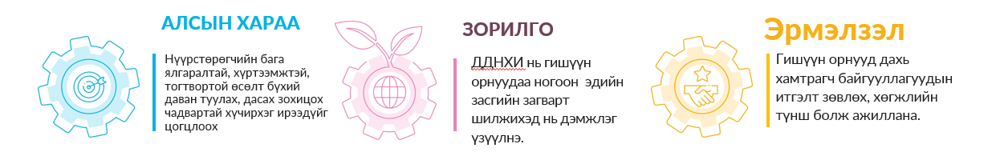 АЛСЫН ХАРАА
Нүүрстөрөгчийн бага
ялгаралтай, хүртээмжтэй,
тогтвортой өсөлт бүхий
даван туулах, дасах зохицох
чадвартай хүчирхэг ирээдүйг
цогцлоох
ЗОРИЛГО
ДДНХИ нь гишүүн
орнуудаа ногоон эдийн
засгийн загварт
шилжихэд нь дэмжлэг
үзүүлнэ.
Эрмэлзэл
Гишүүн орнууд дахь
хамтрагч байгууллагуудын
итгэлт зөвлөх, хөгжлийн
түнш болж ажиллана.